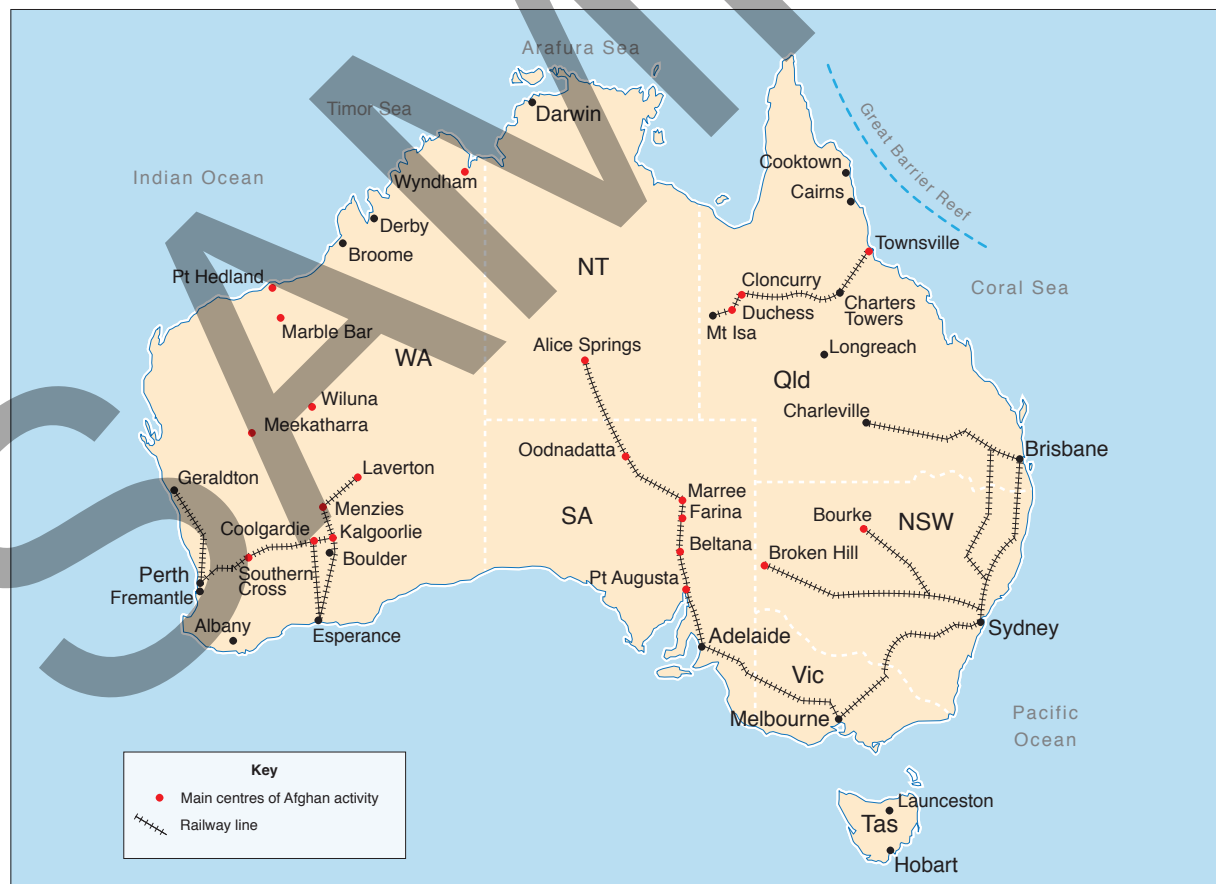 Arafura Sea
Timor Sea
Darwin
Indian Ocean
Wyndham
Cooktown
Cairns
Great Barrier Reef
Derby
Broome
Townsville
NT
Pt Hedland
Cloncurry
Coral Sea
Charters
Towers
Duchess
Mt Isa
Marble Bar
Alice Springs
Longreach
WA
Qld
Wiluna
Charleville
Meekatharra
Brisbane
Oodnadatta
Laverton
Geraldton
Marree
Menzies
Farina
SA
Bourke
NSW
Coolgardie
Kalgoorlie
Beltana
Broken Hill
Boulder
Perth
Southern
Cross
Pt Augusta
Fremantle
Albany
Esperance
Adelaide
Sydney
Vic
Melbourne
Pacific
Ocean
Key
Main centres of Afghan activity
Railway line
Launceston
Tas
Hobart
SAM